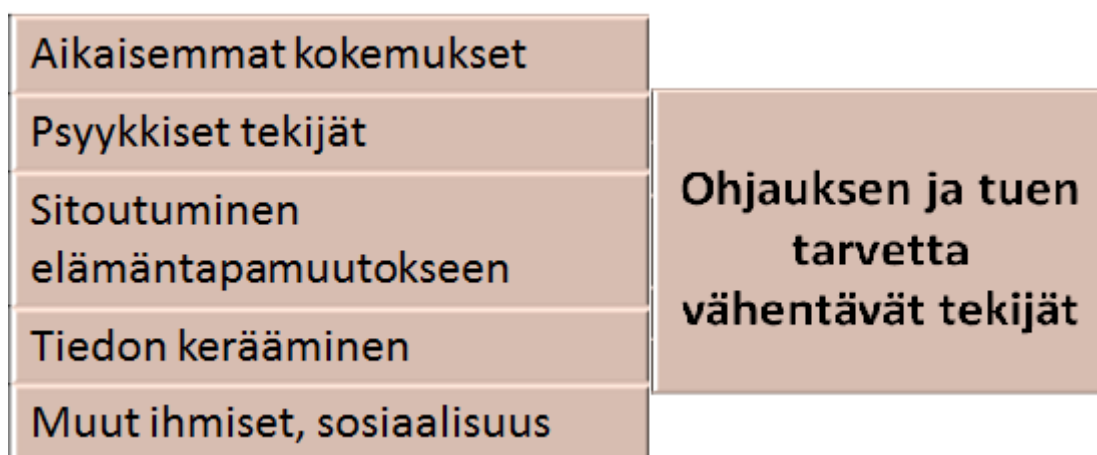 Aikaisemmat kokemukset
Psyykkiset tekijät
Sitoutuminen
elämäntapamuutokseen
Tiedon kerääminen
Muut ihmiset, sosiaalisuus
Ohjauksen ja tuen
tarvetta
vähentävät tekijät